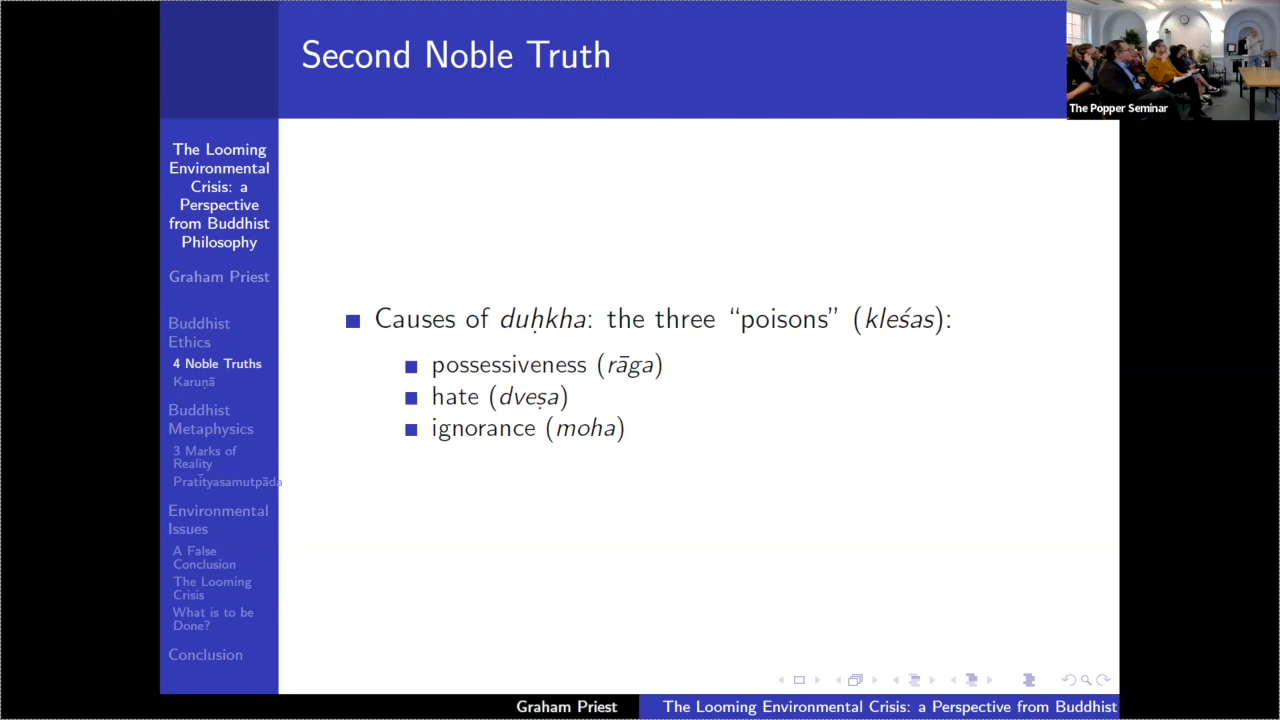 Second Noble Truth
The Popper Seminar
The Looming
Environmental
Crisis: a
Perspective
from Buddhist
Philosophy
Graham Priest
Buddhist
Ethics
4 Noble Truths
Karuṇā
Buddhist
Metaphysics
3 Marks of
Reality
Pratītyasamutpāda
Environmental
Issues
A False
Conclusion
The Looming
Crisis
What is to be
Done?
Conclusion
Causes of duḥkha: the three “poisons” (kleśas):
possessiveness (rāga)
hate (dveṣa)
ignorance (moha)
Graham Priest
The Looming Environmental Crisis: a Perspective from Buddhist